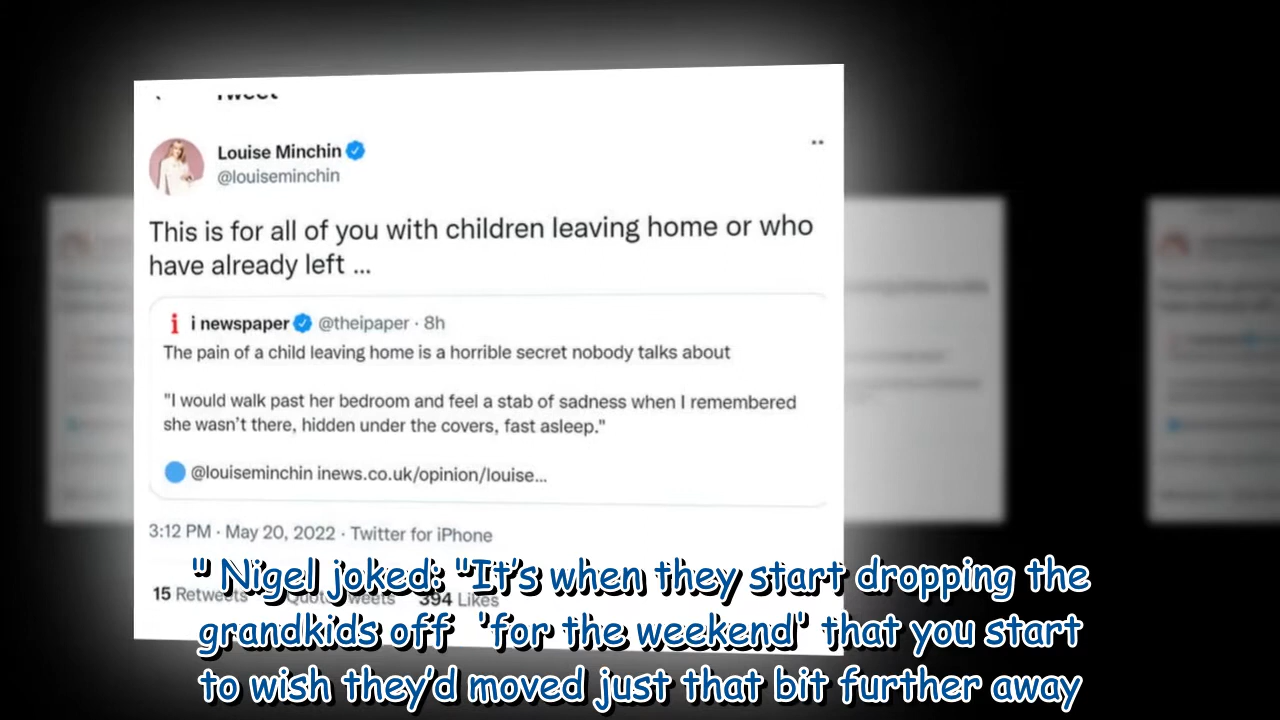 Tweet
Louise Minchin
@louiseminchin
This is for all of you with children leaving home or who
have already left ...
i newspaper @theipaper · 8h
The pain of a child leaving home is a horrible secret nobody talks about
"I would walk past her bedroom and feel a stab of sadness when I remembered
she wasn't there, hidden under the covers, fast asleep."
@louiseminchin inews.co.uk/opinion/louise...
3:12 PM · May 20, 2022 · Twitter for iPhone
15 Retweets Quote Tweets 394 Likes
" Nigel joked: "It's when they start dropping the
grandkids off 'for the weekend' that you start
to wish they'd moved just that bit further away